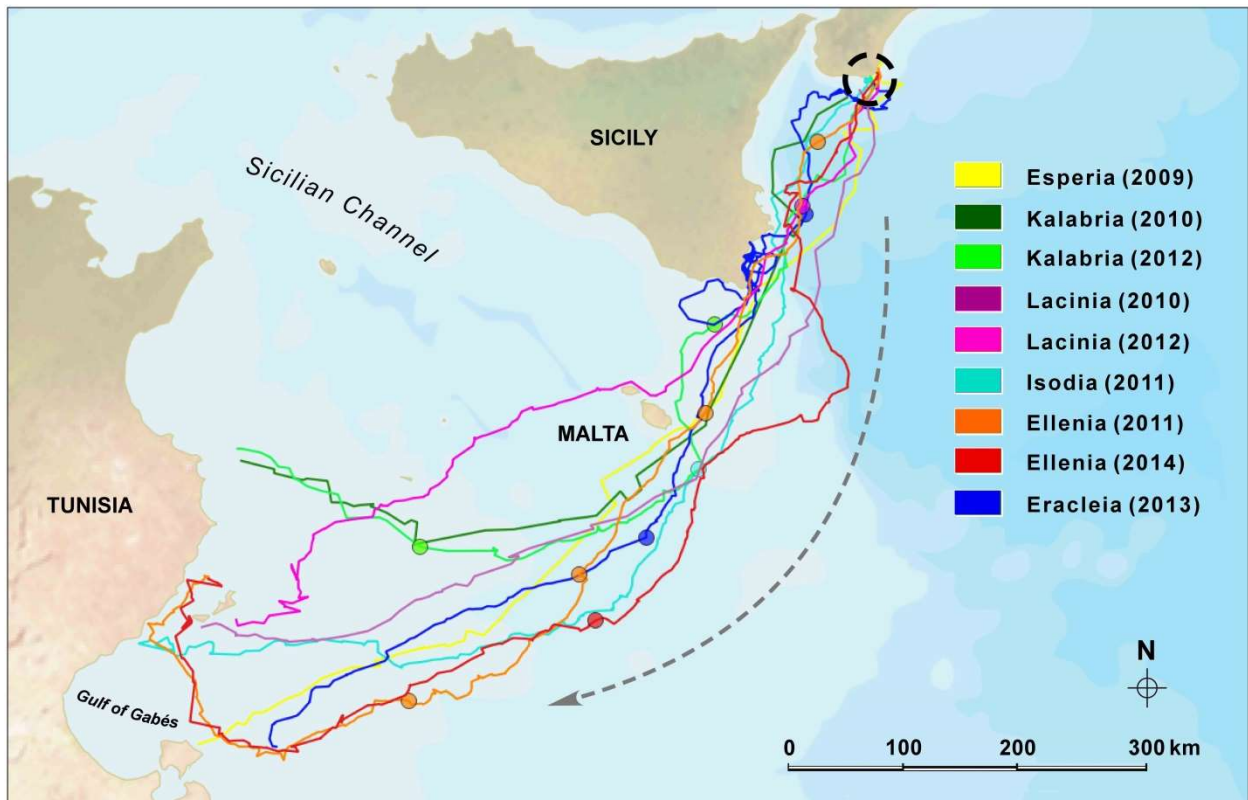 SICILY
Sicilian Channel
Esperia (2009)
Kalabria (2010)
Kalabria (2012)
Lacinia (2010)
Lacinia (2012)
Isodia (2011)
Ellenia (2011)
Ellenia (2014)
Eracleia (2013)
MALTA
TUNISIA
N
Gulf of Gabés
0 100 200 300 km